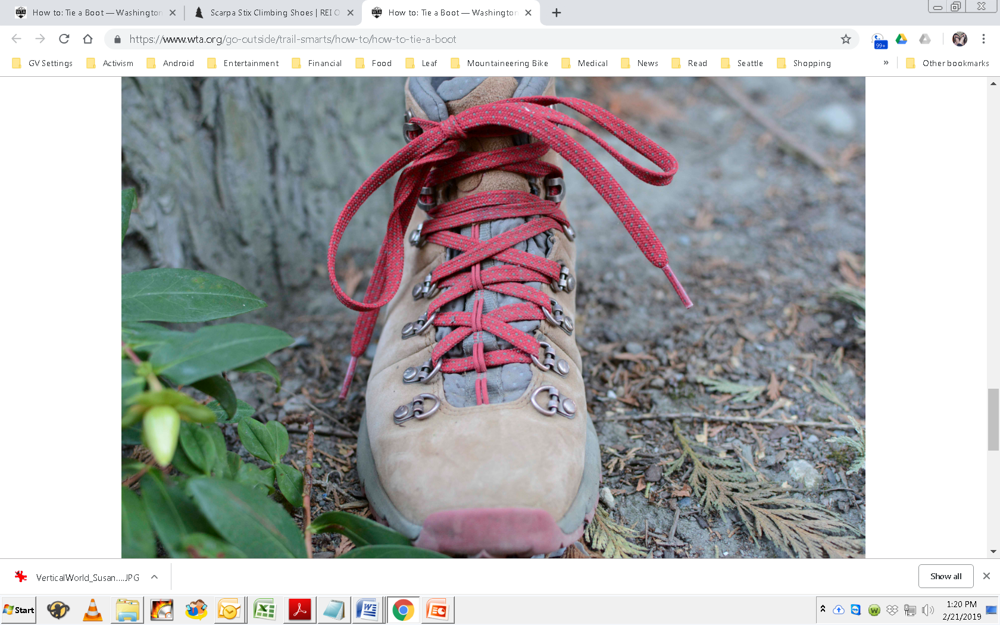 How to: Tie a Boot — Washington
Scarpa Stix Climbing Shoes | REI O
How to: Tie a Boot — Washington
https://www.wta.org/go-outside/trail-smarts/how-to/how-to-tie-a-boot
99+
GV Settings Activism Android Entertainment Financial Food Leaf Mountaineering Bike Medical News Read Seattle Shopping » Other bookmarks
VerticalWorld_Susan....JPG
Show all
Start
1:20 PM
2/21/2019